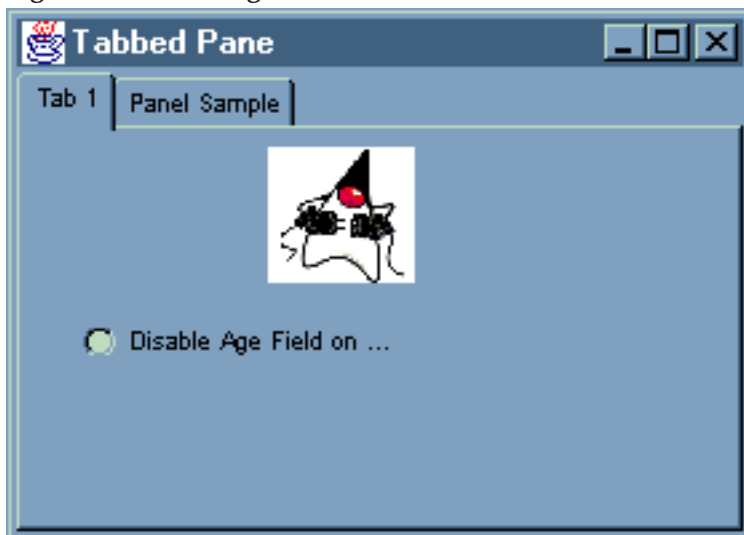 Tabbed Pane
Tab 1
Panel Sample
Disable Age Field on ...